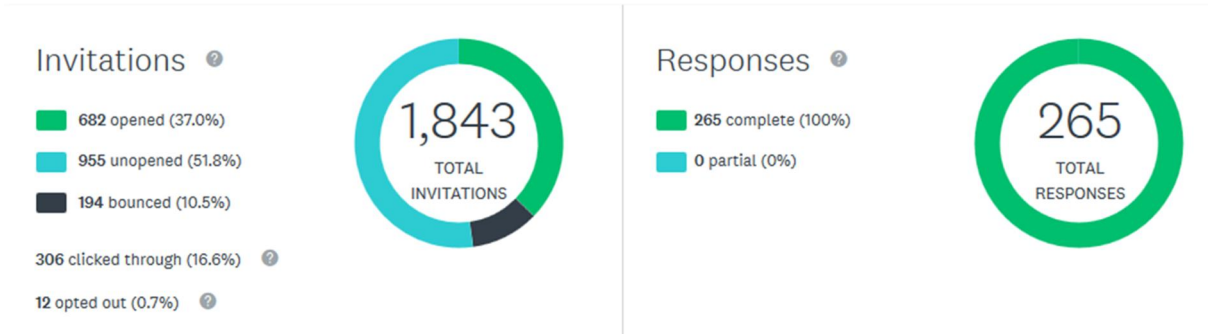 Invitations ?
682 opened (37.0%)
955 unopened (51.8%)
194 bounced (10.5%)
306 clicked through (16.6%) ?
12 opted out (0.7%) ?
1,843
TOTAL
INVITATIONS
Responses ?
265 complete (100%)
0 partial (0%)
265
TOTAL
RESPONSES